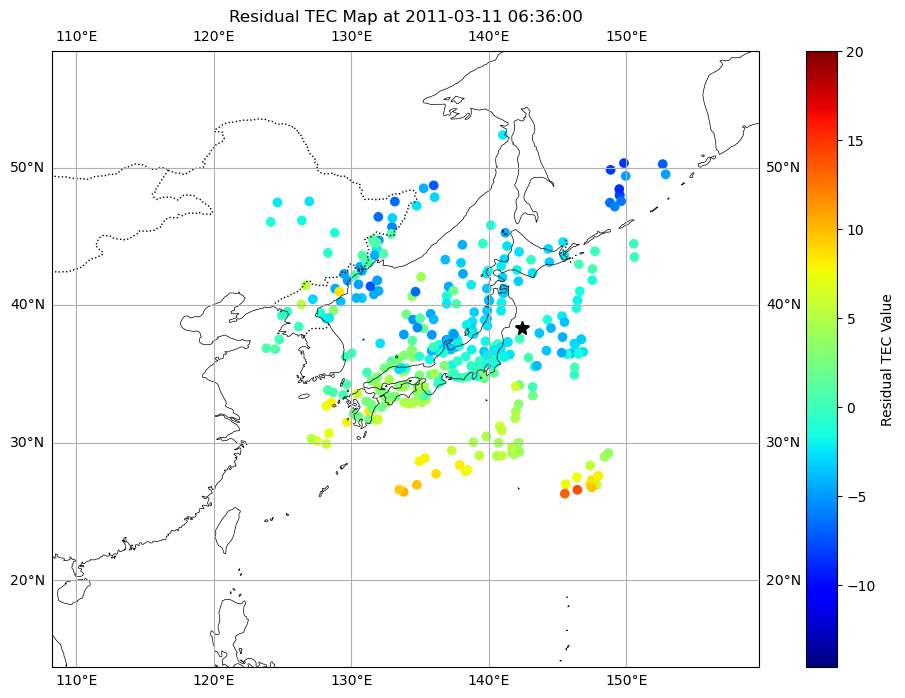 Residual TEC Map at 2011-03-11 06:36:00
110°E 120°E 130°E 140°E 150°E
20
15
50°N 50°N
10
40°N 40°N
5
Residual TEC Value
0
30°N 30°N
−5
20°N 20°N
−10
110°E 120°E 130°E 140°E 150°E